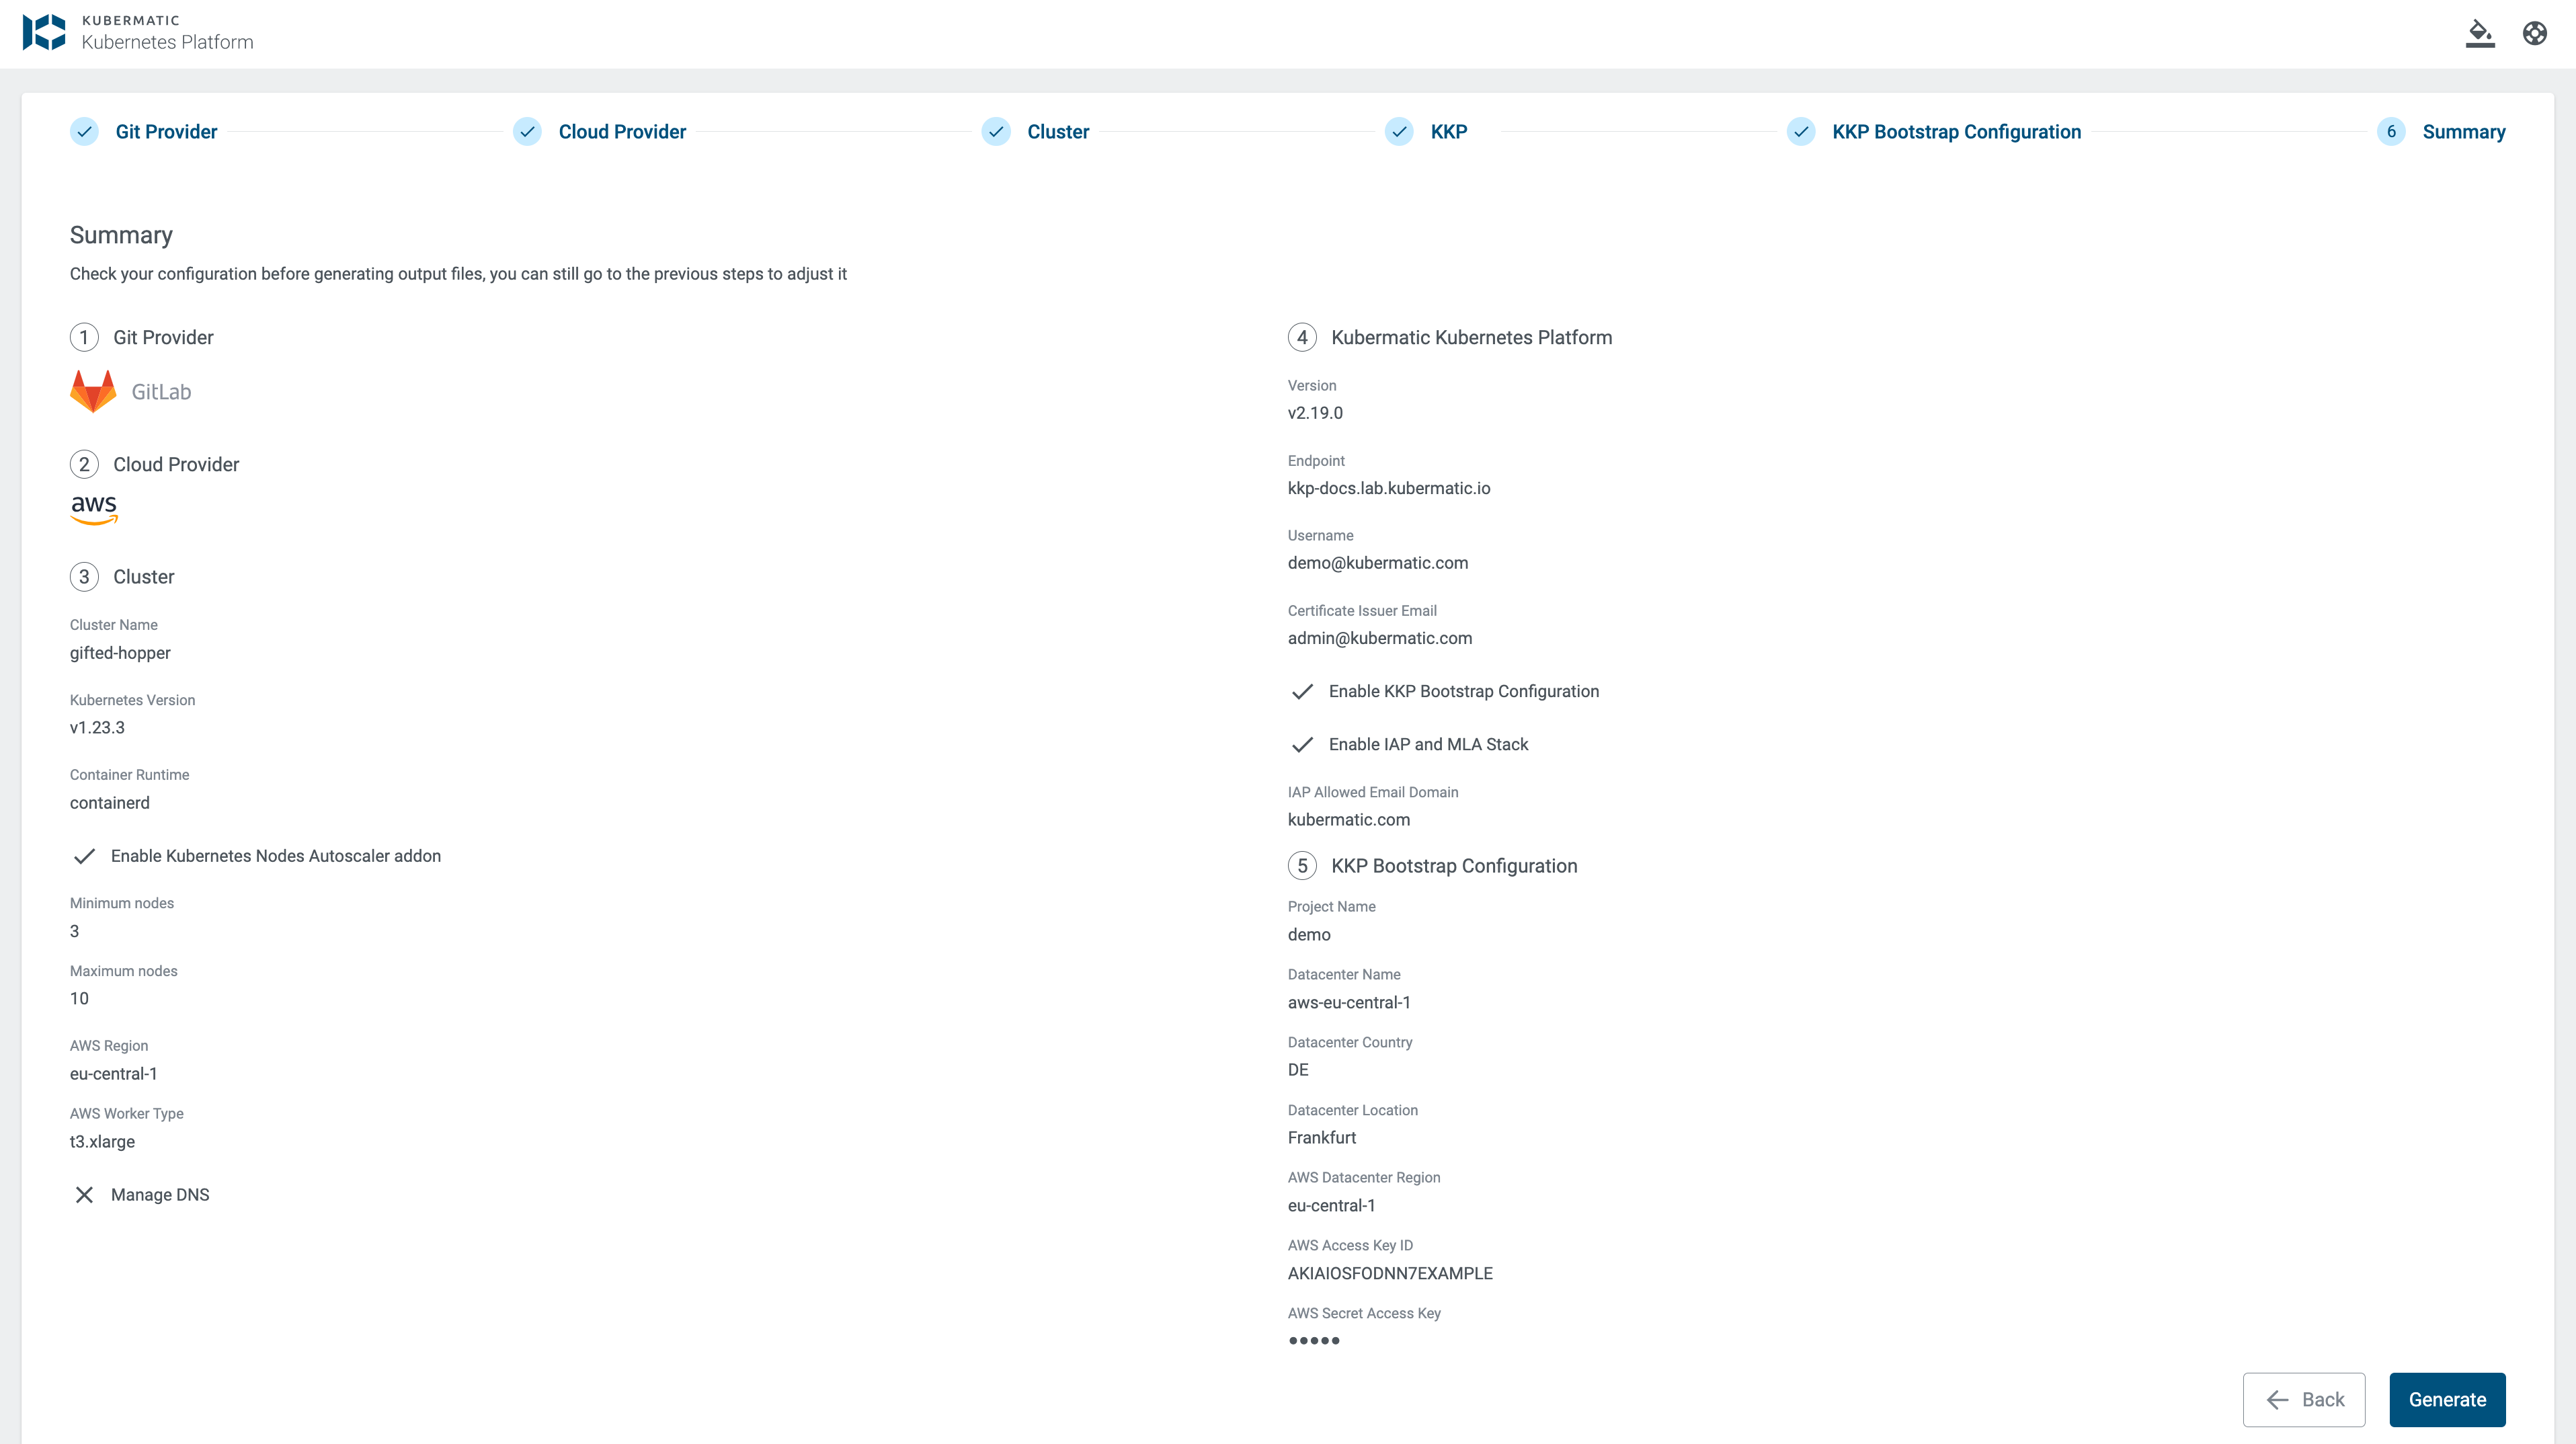 KUBERMATIC
Kubernetes Platform
Git Provider
Cloud Provider
Cluster
KKP
KKP Bootstrap Configuration
6 Summary
Summary
Check your configuration before generating output files, you can still go to the previous steps to adjust it
1 Git Provider
GitLab
2 Cloud Provider
aws
3 Cluster
Cluster Name
gifted-hopper
Kubernetes Version
v1.23.3
Container Runtime
containerd
Enable Kubernetes Nodes Autoscaler addon
Minimum nodes
3
Maximum nodes
10
AWS Region
eu-central-1
AWS Worker Type
t3.xlarge
Manage DNS
4 Kubermatic Kubernetes Platform
Version
v2.19.0
Endpoint
kkp-docs.lab.kubermatic.io
Username
demo@kubermatic.com
Certificate Issuer Email
admin@kubermatic.com
Enable KKP Bootstrap Configuration
Enable IAP and MLA Stack
IAP Allowed Email Domain
kubermatic.com
5 KKP Bootstrap Configuration
Project Name
demo
Datacenter Name
aws-eu-central-1
Datacenter Country
DE
Datacenter Location
Frankfurt
AWS Datacenter Region
eu-central-1
AWS Access Key ID
AKIAIOSFODNN7EXAMPLE
AWS Secret Access Key
•••••
Back
Generate